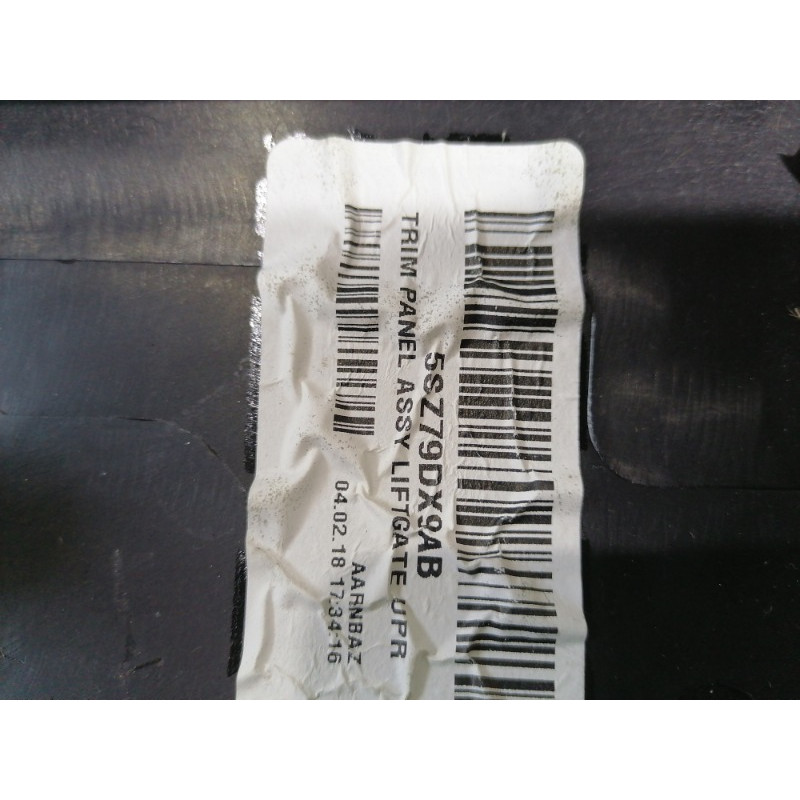 5SZ79DX9AB
TRIM PANEL ASSY LIFTGATE UPR
AARNBAZ
04.02.18 17:34:16